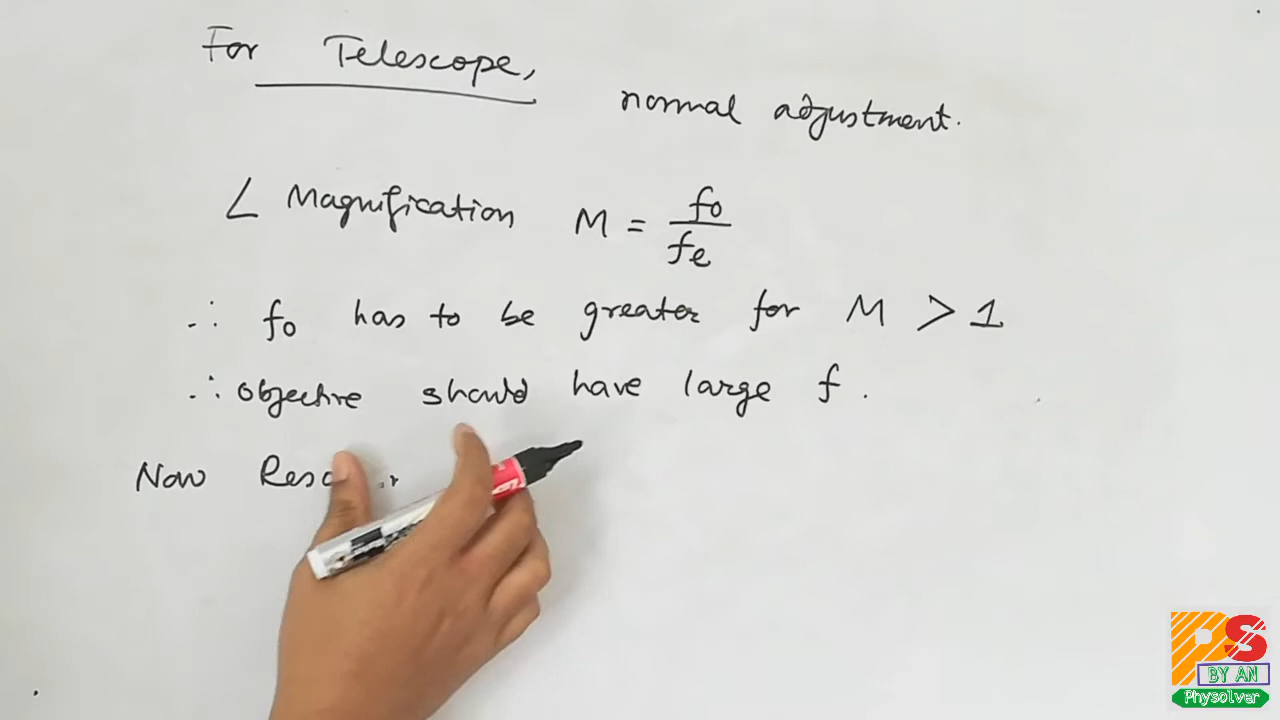 For Telescope,
normal adjustment.
∠ Magnification M = fo/fe
∴ fo has to be greater for M > 1
∴ objective should have large f.
Now
PS
BY AN
Physolver